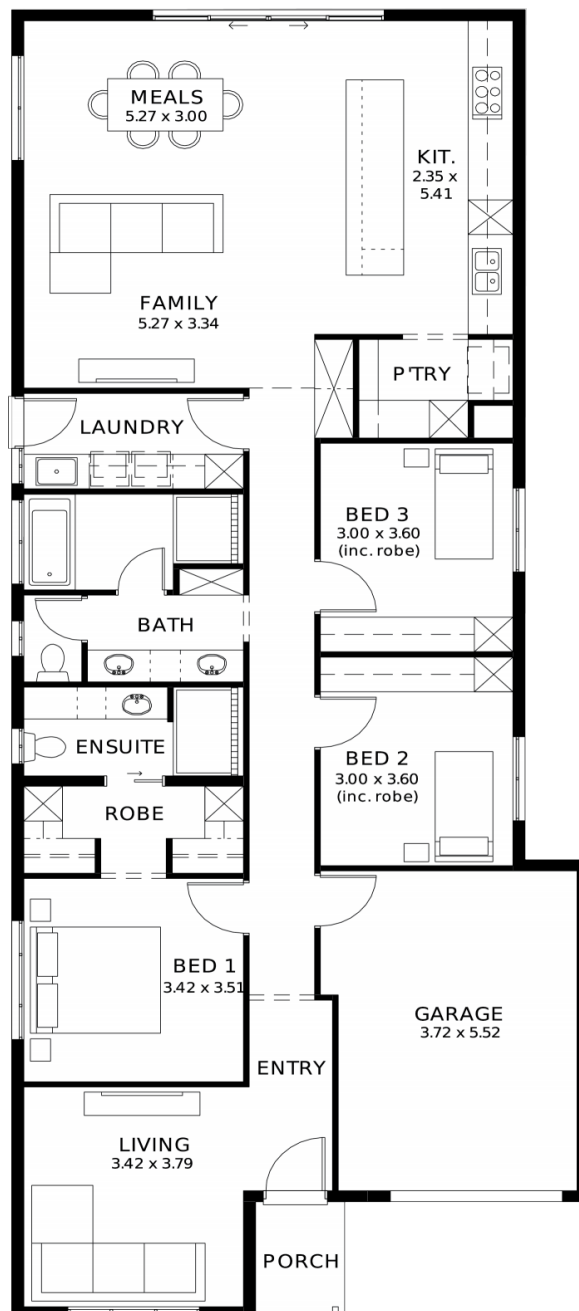 MEALS
5.27 x 3.00
KIT.
2.35 x
5.41
FAMILY
5.27 x 3.34
P'TRY
LAUNDRY
BED 3
3.00 x 3.60
(inc. robe)
BATH
ENSUITE
BED 2
3.00 x 3.60
(inc. robe)
ROBE
BED 1
3.42 x 3.51
GARAGE
3.72 x 5.52
ENTRY
LIVING
3.42 x 3.79
PORCH